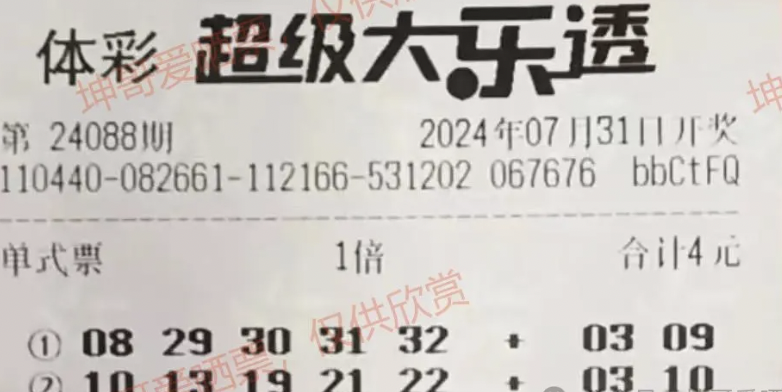 体彩 超级大乐透
第 24088期 2024年07月31日开奖
110440-082661-112166-531202 067676 bbCtFQ
单式票 1倍 合计4元
① 08 29 30 31 32 + 03 09
② 10 13 19 21 22 + 03 10
坤哥爱晒票，仅供欣赏